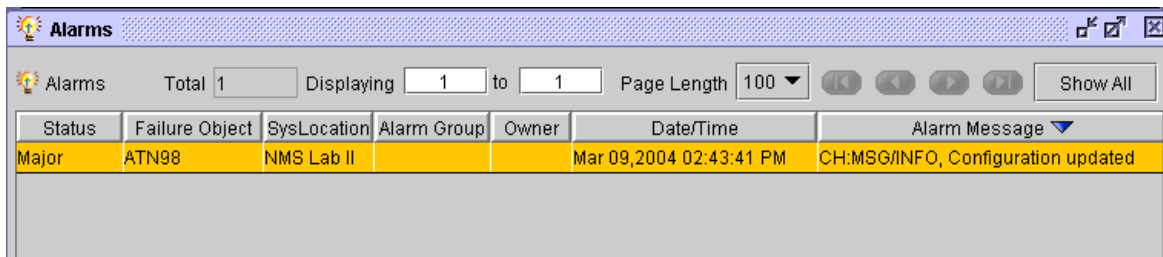 Alarms
Alarms Total 1 Displaying 1 to 1 Page Length 100 Show All
Status Failure Object SysLocation Alarm Group Owner Date/Time Alarm Message
Major ATN98 NMS Lab II Mar 09,2004 02:43:41 PM CH:MSG/INFO, Configuration updated